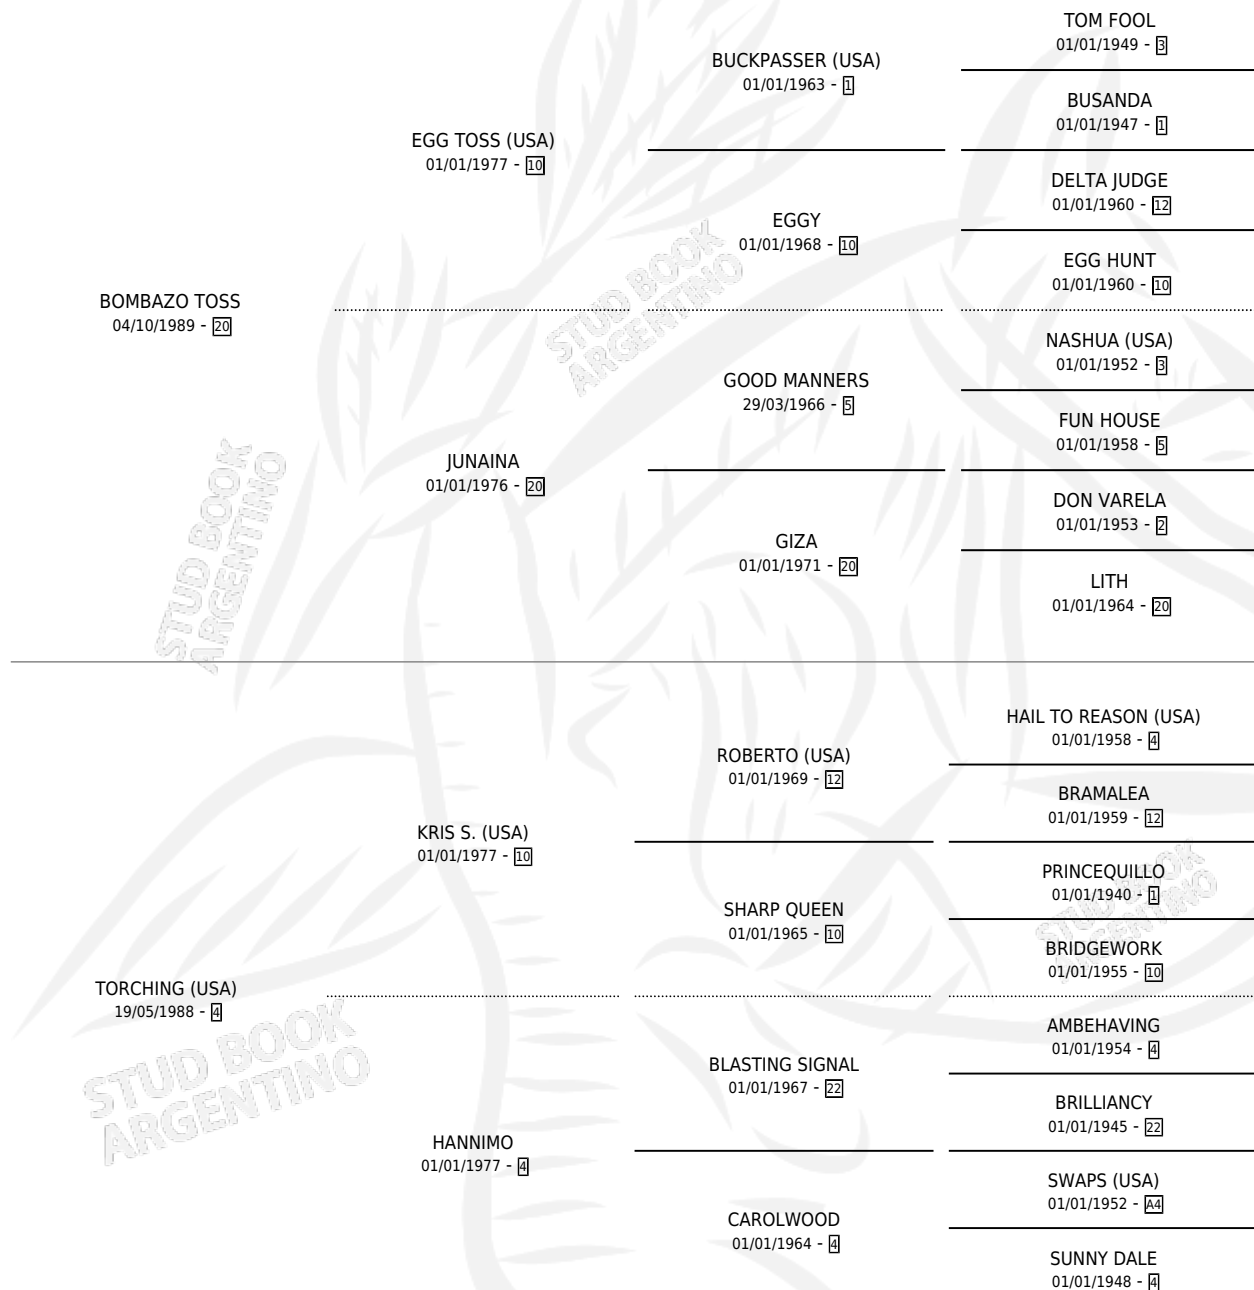 TOM FOOL
01/01/1949 - 3
BUCKPASSER (USA)
01/01/1963 - 1
BUSANDA
01/01/1947 - 1
EGG TOSS (USA)
01/01/1977 - 10
DELTA JUDGE
01/01/1960 - 12
EGGY
01/01/1968 - 10
EGG HUNT
01/01/1960 - 10
BOMBAZO TOSS
04/10/1989 - 20
NASHUA (USA)
01/01/1952 - 3
GOOD MANNERS
29/03/1966 - 5
FUN HOUSE
01/01/1958 - 5
JUNAINA
01/01/1976 - 20
DON VARELA
01/01/1953 - 2
GIZA
01/01/1971 - 20
LITH
01/01/1964 - 20
HAIL TO REASON (USA)
01/01/1958 - 4
ROBERTO (USA)
01/01/1969 - 12
BRAMALEA
01/01/1959 - 12
KRIS S. (USA)
01/01/1977 - 10
PRINCEQUILLO
01/01/1940 - 1
SHARP QUEEN
01/01/1965 - 10
BRIDGEWORK
01/01/1955 - 10
TORCHING (USA)
19/05/1988 - 4
AMBEHAVING
01/01/1954 - 4
BLASTING SIGNAL
01/01/1967 - 22
BRILLIANCY
01/01/1945 - 22
HANNIMO
01/01/1977 - 4
SWAPS (USA)
01/01/1952 - A4
CAROLWOOD
01/01/1964 - 4
SUNNY DALE
01/01/1948 - 4
STUD BOOK
ARGENTINO
STUD BOOK
ARGENTINO
STUD BOOK
ARGENTINO
STUD BOOK
ARGENTINO